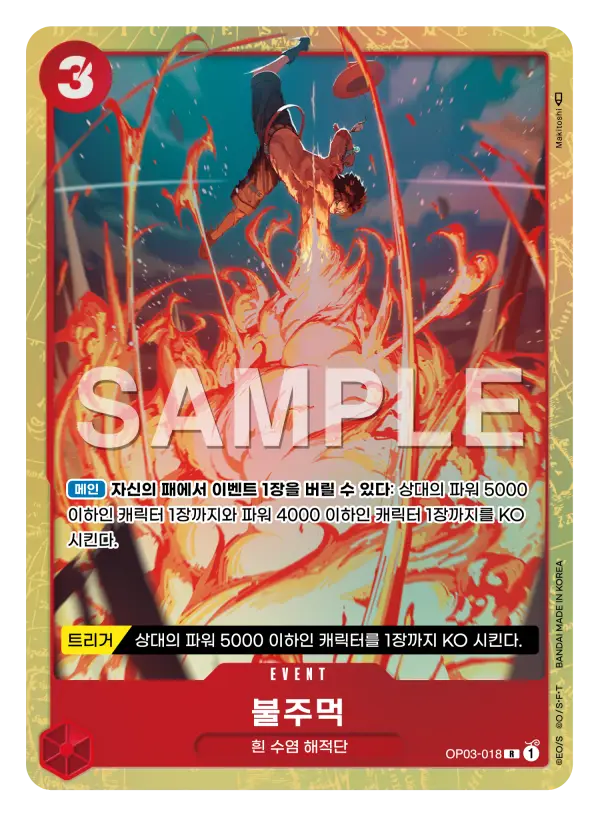 3
Makitoshi
SAMPLE
메인 자신의 패에서 이벤트 1장을 버릴 수 있다: 상대의 파워 5000
이하인 캐릭터 1장까지와 파워 4000 이하인 캐릭터 1장까지를 KO
시킨다.
트리거 상대의 파워 5000 이하인 캐릭터를 1장까지 KO 시킨다.
EVENT
불주먹
흰 수염 해적단
OP03-018 R 1
©EO/S ©O/S·F·T BANDAI MADE IN KOREA